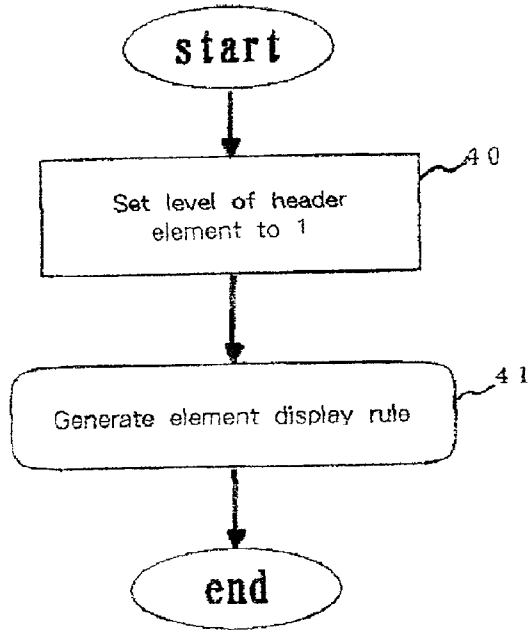 start
40
Set level of header
element to 1
41
Generate element display rule
end